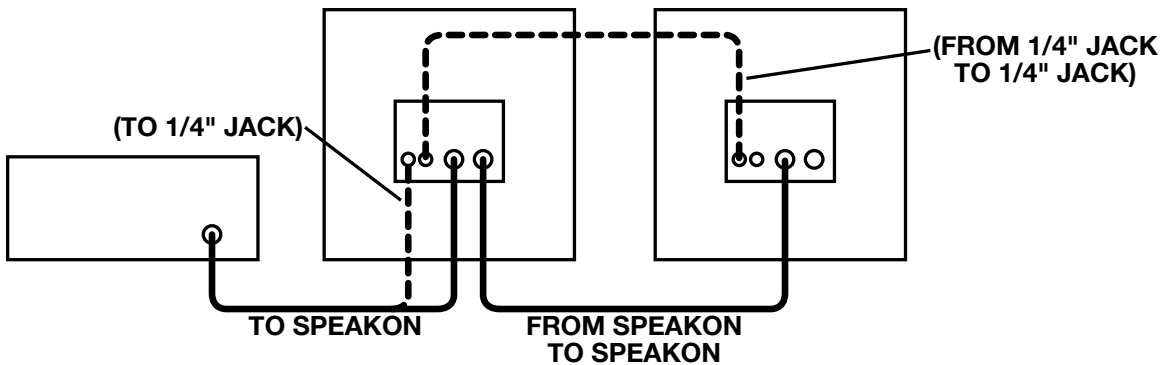 (FROM 1/4" JACK
TO 1/4" JACK)
(TO 1/4" JACK)
TO SPEAKON
FROM SPEAKON
TO SPEAKON